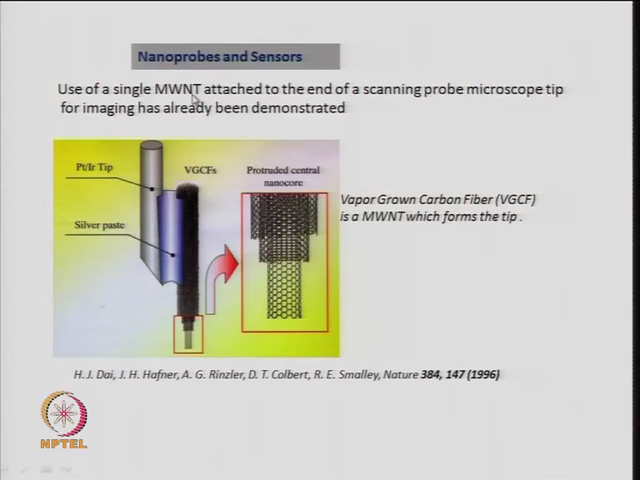 Nanoprobes and Sensors
Use of a single MWNT attached to the end of a scanning probe microscope tip
for imaging has already been demonstrated
Pt/Ir Tip
VGCFs
Protruded central
nanocore
Silver paste
Vapor Grown Carbon Fiber (VGCF)
is a MWNT which forms the tip .
H. J. Dai, J. H. Hafner, A. G. Rinzler, D. T. Colbert, R. E. Smalley, Nature 384, 147 (1996)
NPTEL